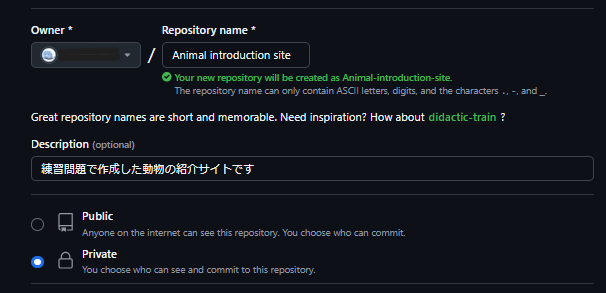 Owner * Repository name *
/ Animal introduction site
Your new repository will be created as Animal-introduction-site.
The repository name can only contain ASCII letters, digits, and the characters ., -, and _.
Great repository names are short and memorable. Need inspiration? How about didactic-train ?
Description (optional)
練習問題で作成した動物の紹介サイトです
Public
Anyone on the internet can see this repository. You choose who can commit.
Private
You choose who can see and commit to this repository.